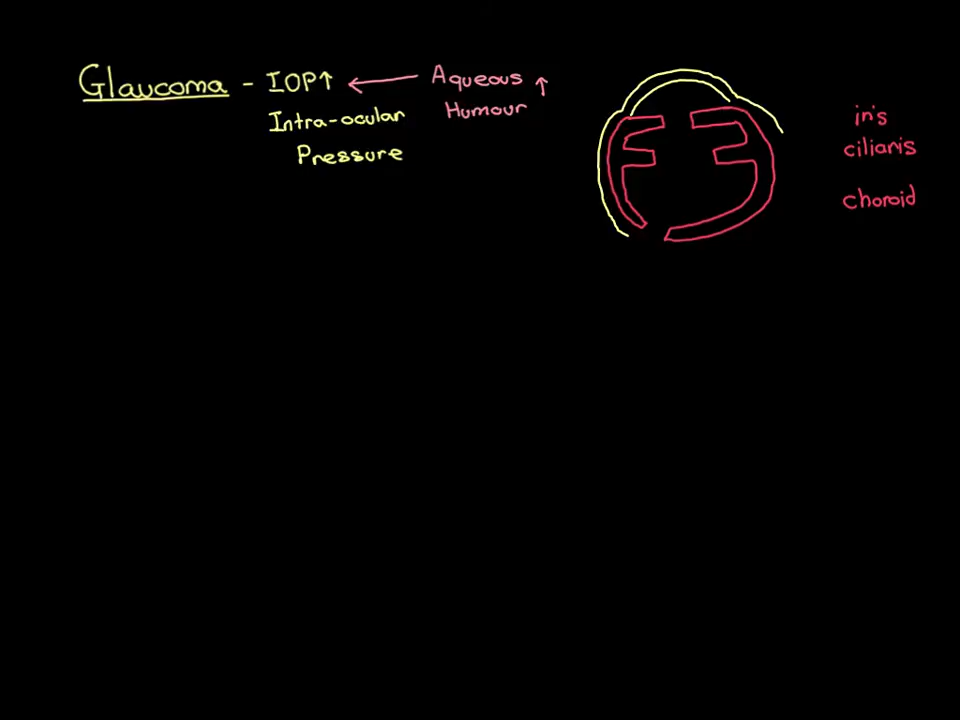 Glaucoma - IOP↑ ← Aqueous ↑
Humour
Intra-ocular
Pressure
iris
ciliaris
choroid